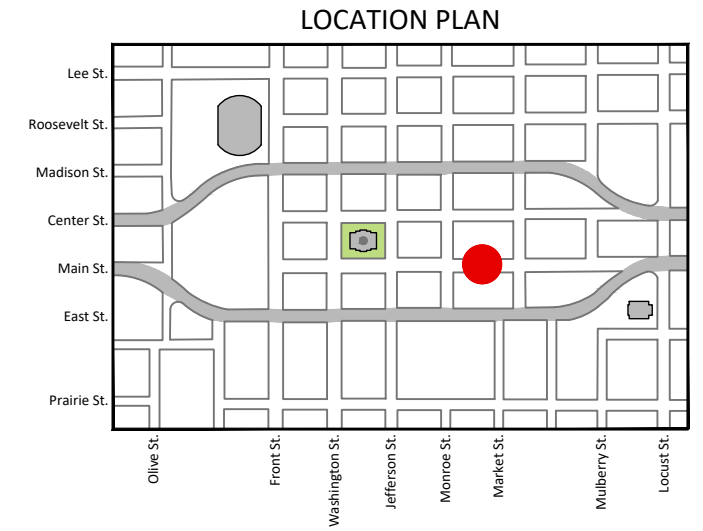 LOCATION PLAN
Lee St.
Roosevelt St.
Madison St.
Center St.
Main St.
East St.
Prairie St.
Olive St.
Front St.
Washington St.
Jefferson St.
Monroe St.
Market St.
Mulberry St.
Locust St.